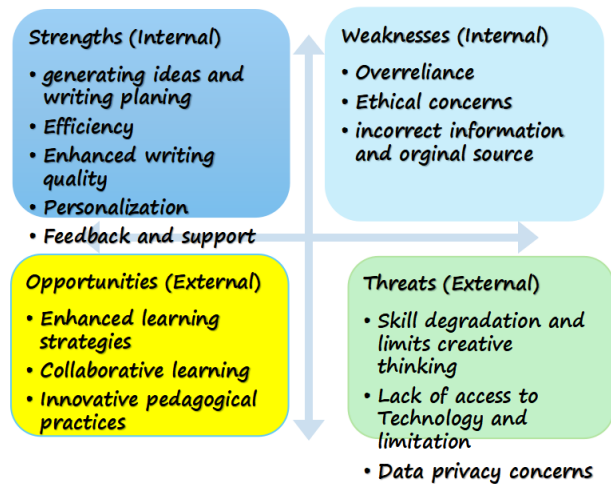 Strengths (Internal)
• generating ideas and
writing planing
• Efficiency
• Enhanced writing
quality
• Personalization
• Feedback and support
Weaknesses (Internal)
• Overreliance
• Ethical concerns
• incorrect information
and orginal source
Opportunities (External)
• Enhanced learning
strategies
• Collaborative learning
• Innovative pedagogical
practices
Threats (External)
• Skill degradation and
limits creative
thinking
• Lack of access to
Technology and
limitation
• Data privacy concerns